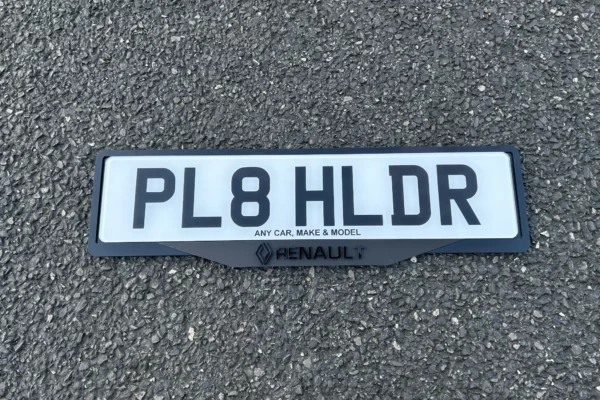 PL8 HLDR
ANY CAR, MAKE & MODEL
RENAULT